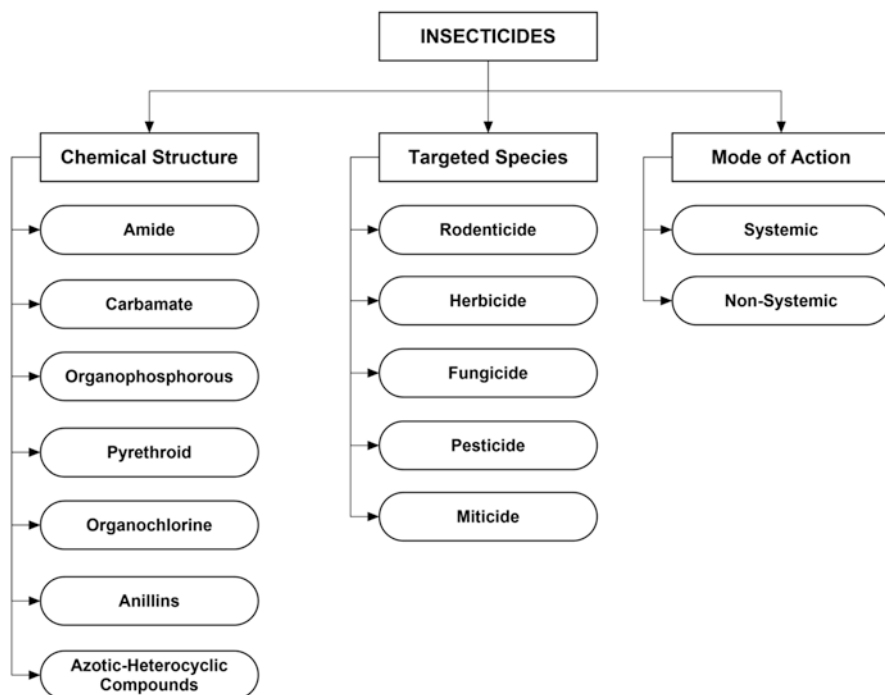 INSECTICIDES
Chemical Structure
Amide
Carbamate
Organophosphorous
Pyrethroid
Organochlorine
Anillins
Azotic-Heterocyclic
Compounds
Targeted Species
Rodenticide
Herbicide
Fungicide
Pesticide
Miticide
Mode of Action
Systemic
Non-Systemic